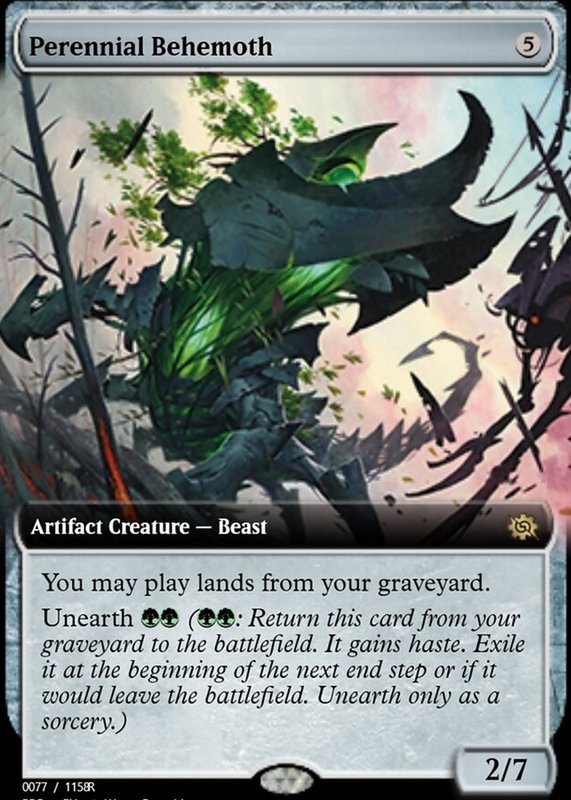 Perennial Behemoth 5
Artifact Creature — Beast
You may play lands from your graveyard.
Unearth (: Return this card from your
graveyard to the battlefield. It gains haste. Exile
it at the beginning of the next end step or if it
would leave the battlefield. Unearth only as a
sorcery.)
2/7
0077 / 1158R